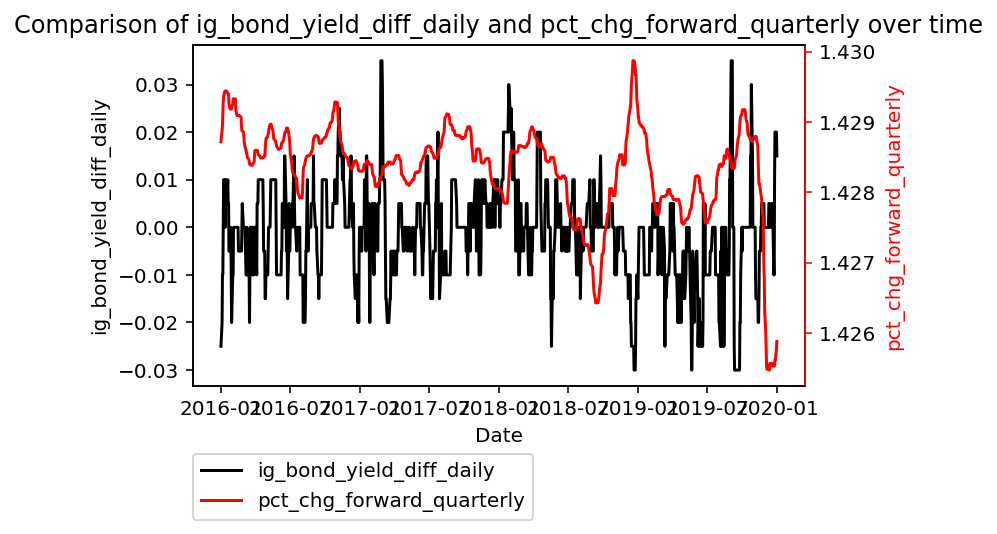 Comparison of ig_bond_yield_diff_daily and pct_chg_forward_quarterly over time
ig_bond_yield_diff_daily
0.03
0.02
0.01
0.00
−0.01
−0.02
−0.03
1.430
1.429
1.428
1.427
1.426
pct_chg_forward_quarterly
2016-01 2016-07 2017-01 2017-07 2018-01 2018-07 2019-01 2019-07 2020-01
Date
ig_bond_yield_diff_daily
pct_chg_forward_quarterly